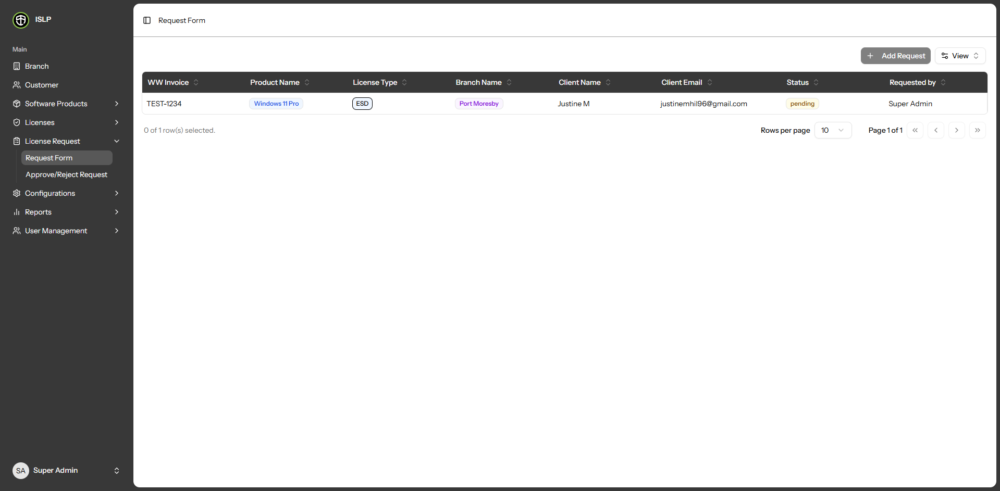 ISLP
Request Form
Main
Branch
Customer
Software Products
Licenses
License Request
Request Form
Approve/Reject Request
Configurations
Reports
User Management
SA Super Admin
Add Request View
WW Invoice Product Name License Type Branch Name Client Name Client Email Status Requested by
TEST-1234 Windows 11 Pro ESD Port Moresby Justine M justinemhil96@gmail.com pending Super Admin
0 of 1 row(s) selected. Rows per page 10 Page 1 of 1